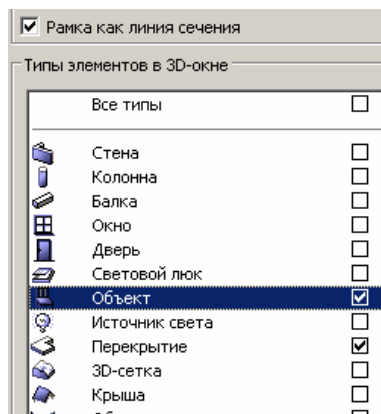 Рамка как линия сечения
Типы элементов в 3D-окне
Все типы
Стена
Колонна
Балка
Окно
Дверь
Световой люк
Объект
Источник света
Перекрытие
3D-сетка
Крыша